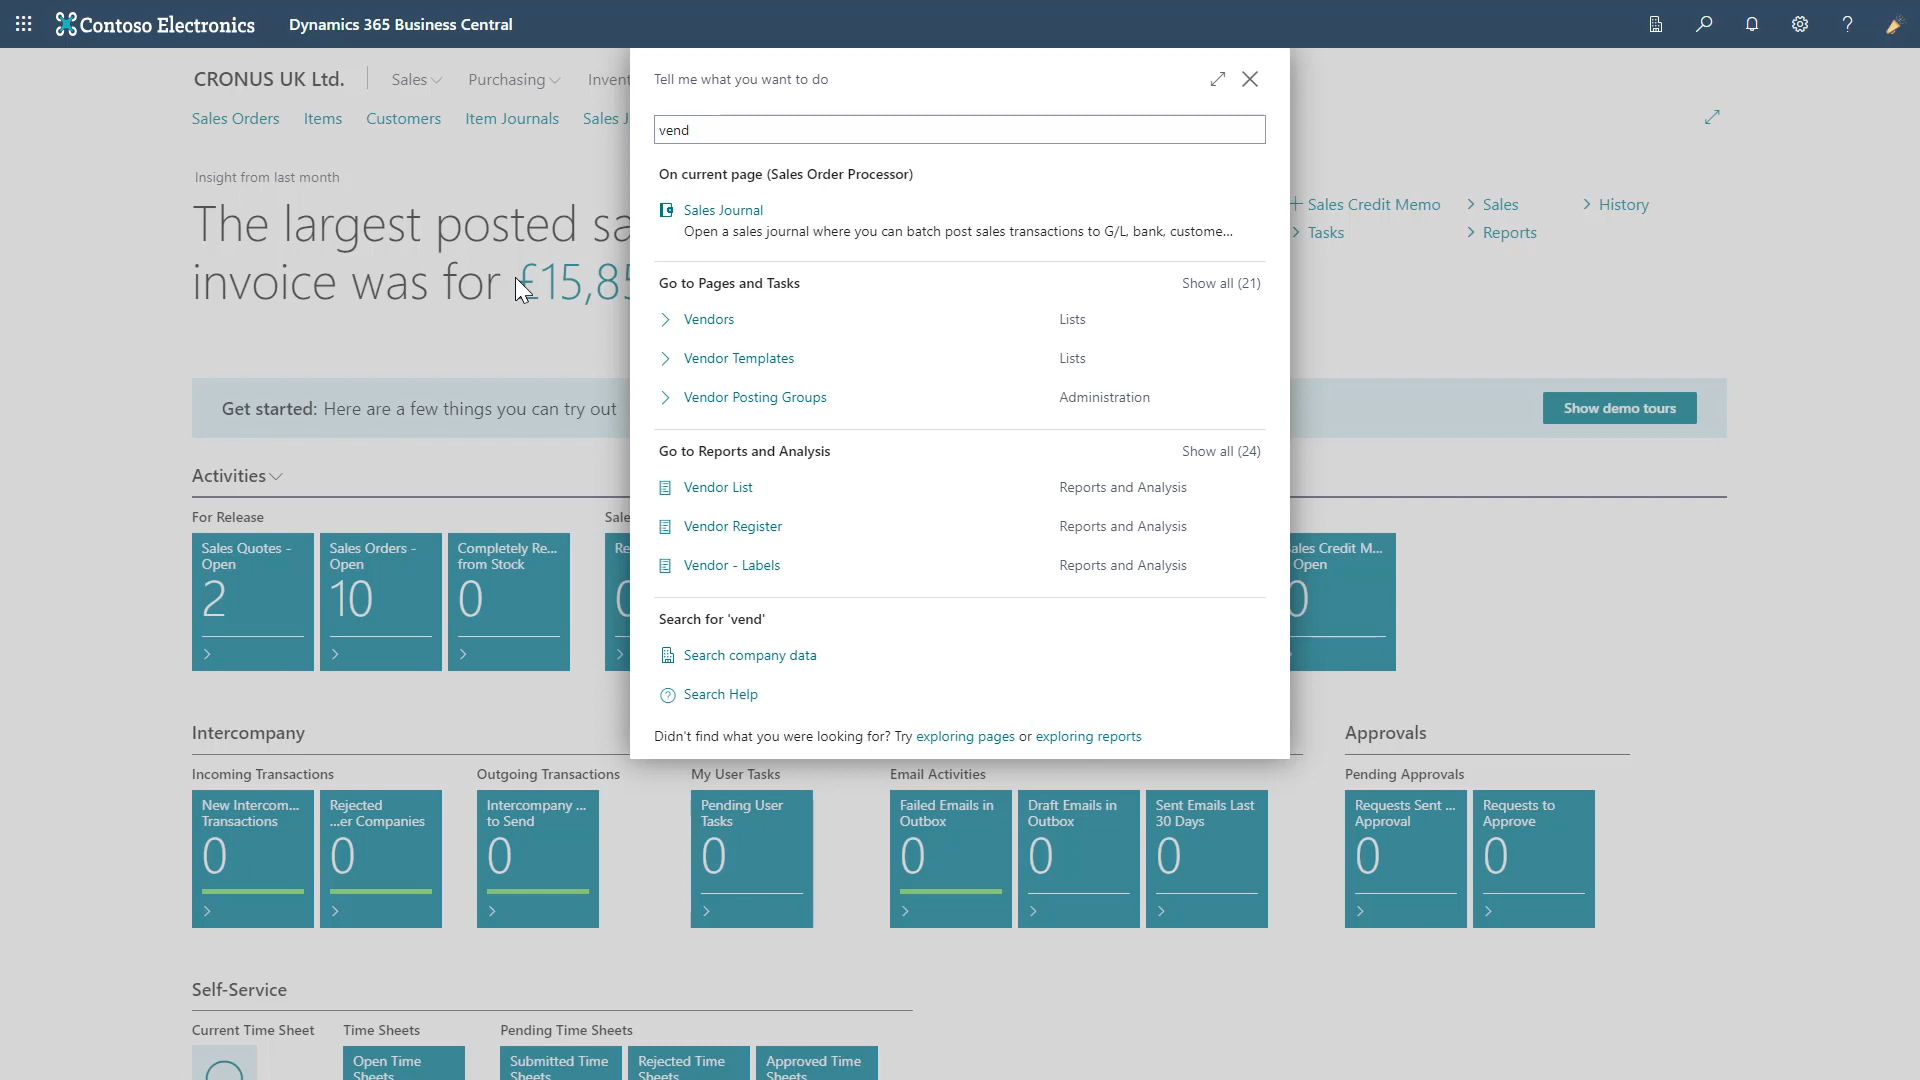 Contoso Electronics
Dynamics 365 Business Central
CRONUS UK Ltd.
Sales
Purchasing
Invent
Sales Orders
Items
Customers
Item Journals
Sales J
Insight from last month
The largest posted sa
invoice was for £15,85
Sales Credit Memo
Sales
History
Tasks
Reports
Get started: Here are a few things you can try out
Show demo tours
Tell me what you want to do
vend
On current page (Sales Order Processor)
Sales Journal
Open a sales journal where you can batch post sales transactions to G/L, bank, custome...
Go to Pages and Tasks
Show all (21)
Vendors
Lists
Vendor Templates
Lists
Vendor Posting Groups
Administration
Go to Reports and Analysis
Show all (24)
Vendor List
Reports and Analysis
Vendor Register
Reports and Analysis
Vendor - Labels
Reports and Analysis
Search for 'vend'
Search company data
Search Help
Didn't find what you were looking for? Try exploring pages or exploring reports
Activities
For Release
Sale
Sales Quotes -
Open
2
Sales Orders -
Open
10
Completely Re...
from Stock
0
Re
0
ales Credit M...
Open
0
Intercompany
Approvals
Incoming Transactions
Outgoing Transactions
My User Tasks
Email Activities
Pending Approvals
New Intercom...
Transactions
0
Rejected
...er Companies
0
Intercompany ...
to Send
0
Pending User
Tasks
0
Failed Emails in
Outbox
0
Draft Emails in
Outbox
0
Sent Emails Last
30 Days
0
Requests Sent ...
Approval
0
Requests to
Approve
0
Self-Service
Current Time Sheet
Time Sheets
Pending Time Sheets
Open Time
Sheets
Submitted Time
Sheets
Rejected Time
Sheets
Approved Time
Sheets